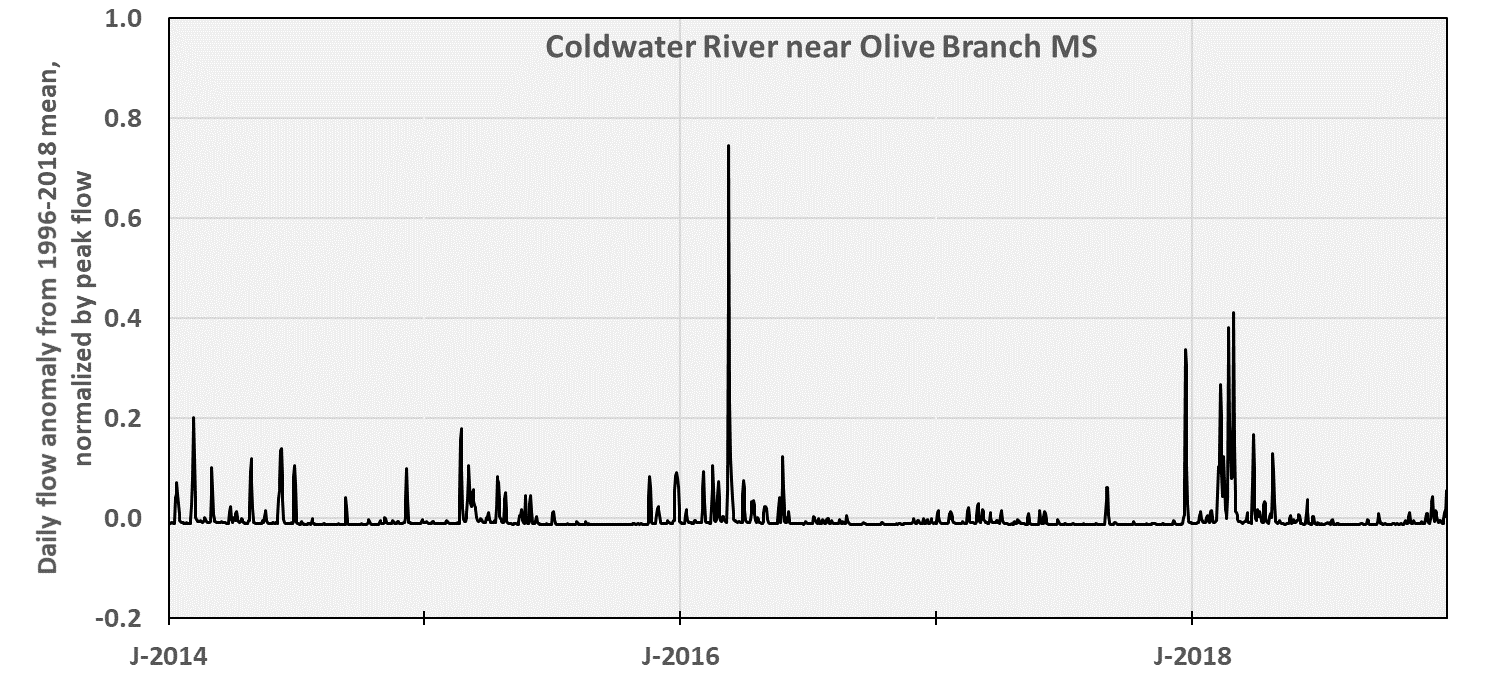 Coldwater River near Olive Branch MS
Daily flow anomaly from 1996-2018 mean,
normalized by peak flow
1.0
0.8
0.6
0.4
0.2
0.0
-0.2
J-2014
J-2016
J-2018